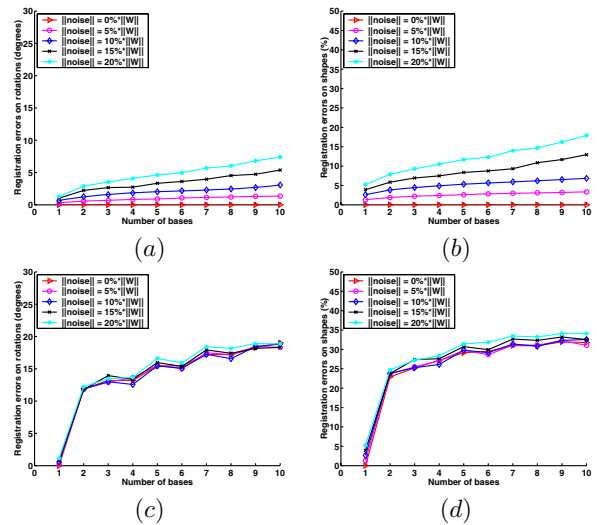 Registration errors on rotations (degrees)
30
25
20
15
10
5
0
||noise|| = 0%*||W||
||noise|| = 5%*||W||
||noise|| = 10%*||W||
||noise|| = 15%*||W||
||noise|| = 20%*||W||
0 1 2 3 4 5 6 7 8 9 10
Number of bases
(a)
Registration errors on shapes (%)
50
45
40
35
30
25
20
15
10
5
0
||noise|| = 0%*||W||
||noise|| = 5%*||W||
||noise|| = 10%*||W||
||noise|| = 15%*||W||
||noise|| = 20%*||W||
0 1 2 3 4 5 6 7 8 9 10
Number of bases
(b)
Registration errors on rotations (degrees)
30
25
20
15
10
5
0
||noise|| = 0%*||W||
||noise|| = 5%*||W||
||noise|| = 10%*||W||
||noise|| = 15%*||W||
||noise|| = 20%*||W||
0 1 2 3 4 5 6 7 8 9 10
Number of bases
(c)
Registration errors on shapes (%)
50
45
40
35
30
25
20
15
10
5
0
||noise|| = 0%*||W||
||noise|| = 5%*||W||
||noise|| = 10%*||W||
||noise|| = 15%*||W||
||noise|| = 20%*||W||
0 1 2 3 4 5 6 7 8 9 10
Number of bases
(d)